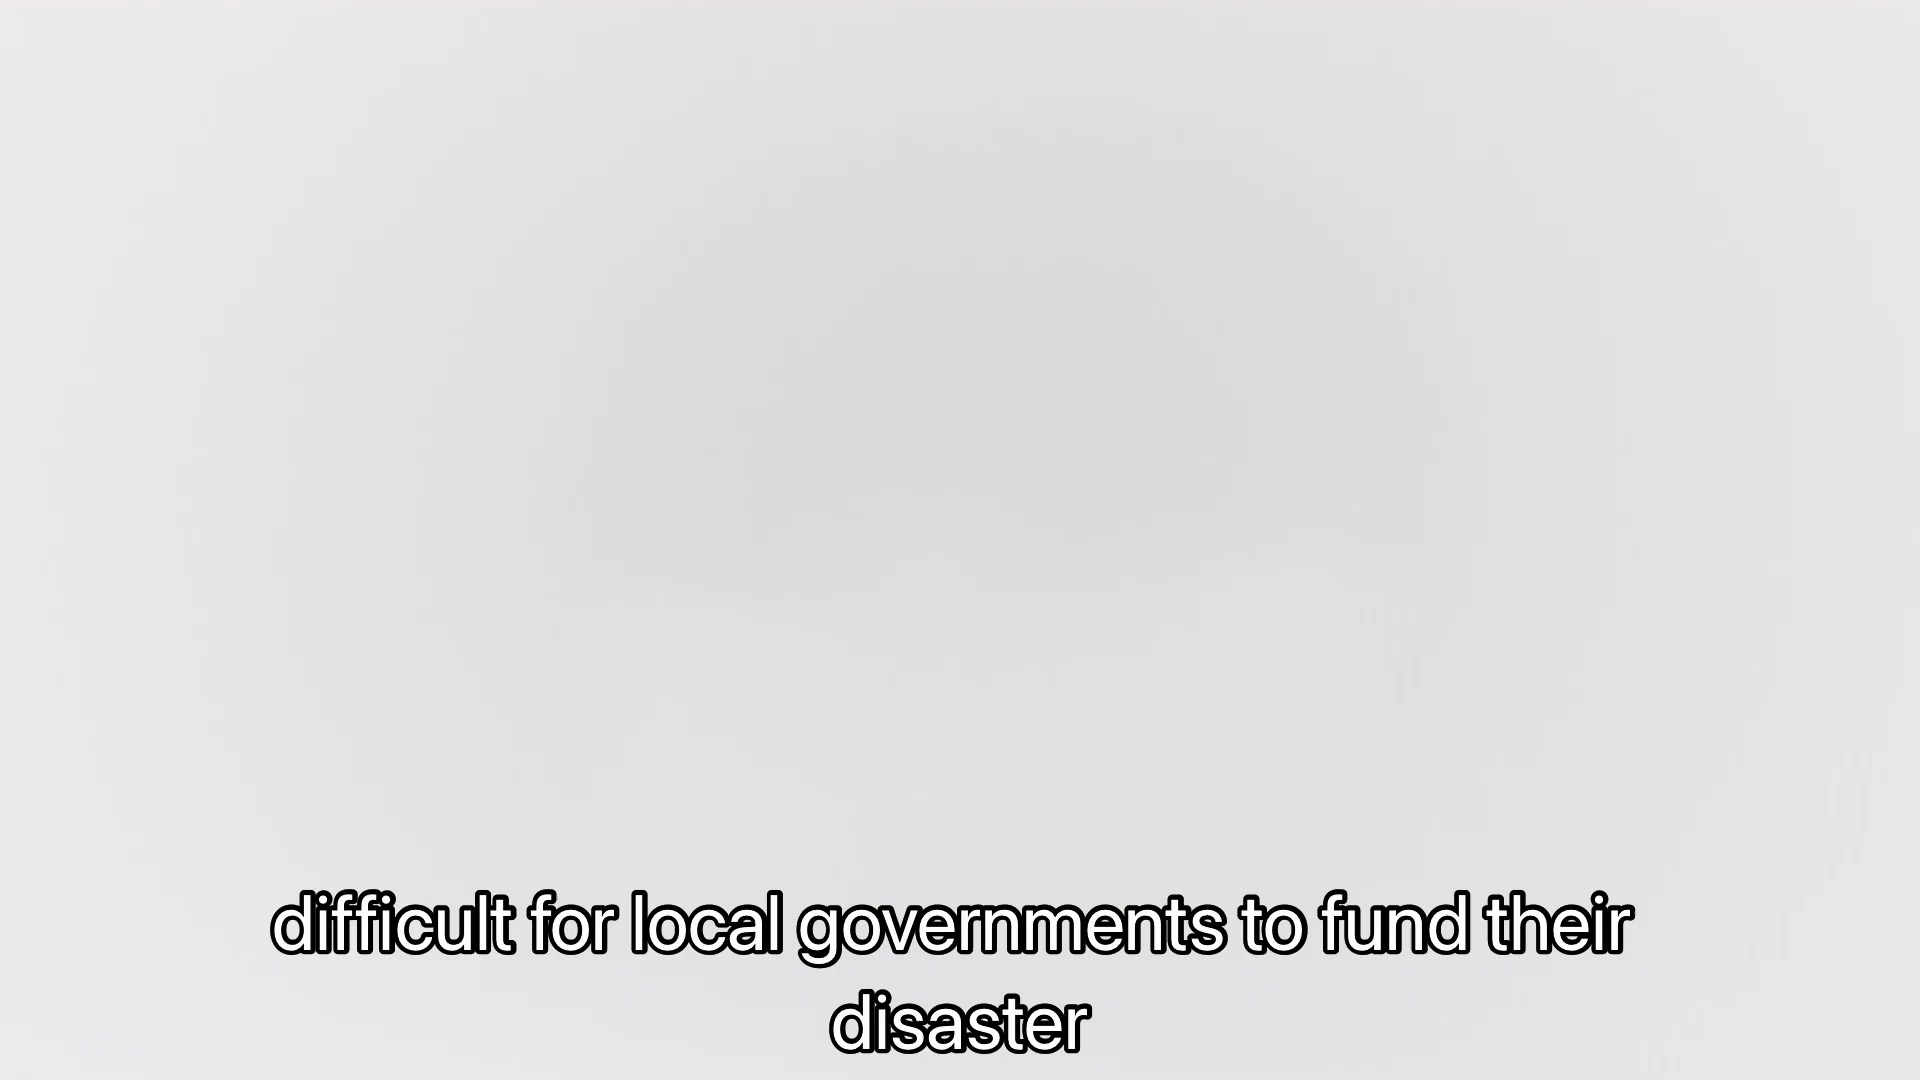 difficult for local governments to fund their
disaster